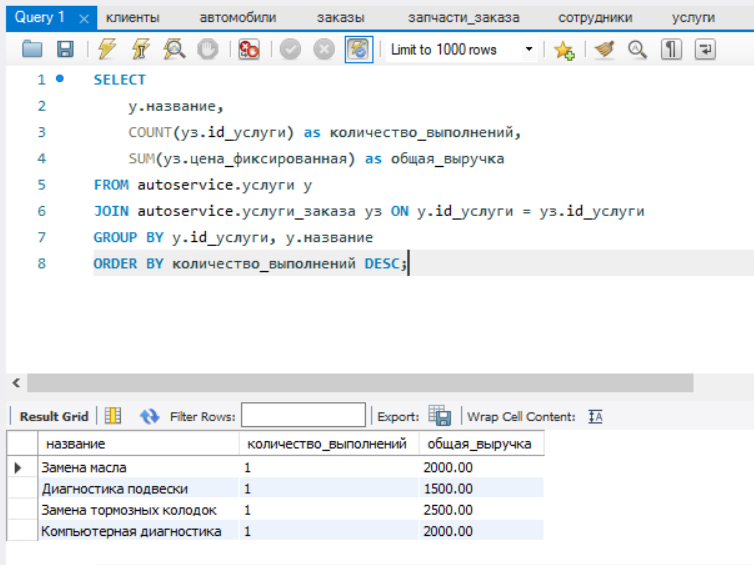 Query 1 клиенты автомобили заказы запчасти_заказа сотрудники услуги
Limit to 1000 rows
1 SELECT
2 у.название,
3 COUNT(уз.id_услуги) as количество_выполнений,
4 SUM(уз.цена_фиксированная) as общая_выручка
5 FROM autoservice.услуги у
6 JOIN autoservice.услуги_заказа уз ON у.id_услуги = уз.id_услуги
7 GROUP BY у.id_услуги, у.название
8 ORDER BY количество_выполнений DESC;
Result Grid Filter Rows: Export: Wrap Cell Content:
название количество_выполнений общая_выручка
Замена масла 1 2000.00
Диагностика подвески 1 1500.00
Замена тормозных колодок 1 2500.00
Компьютерная диагностика 1 2000.00